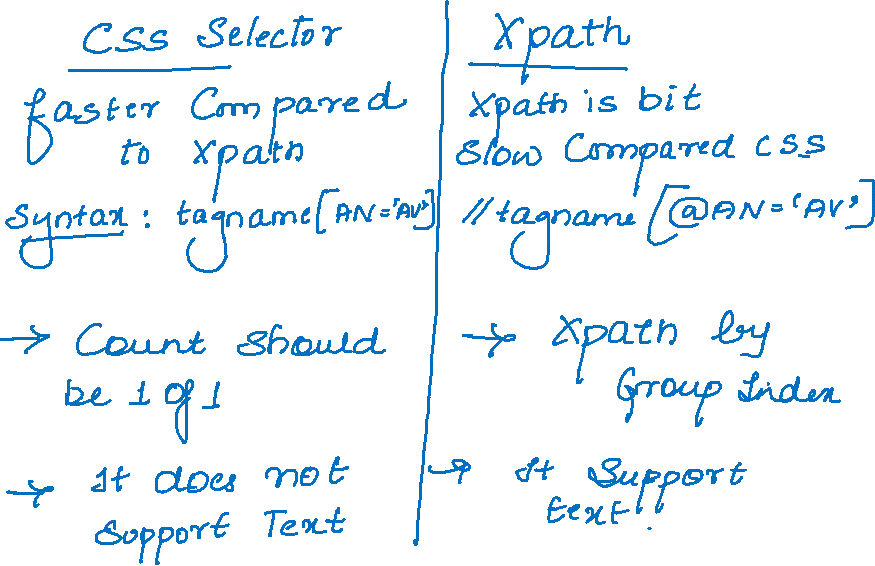 CSS Selector
faster Compared
to Xpath
Syntax : tagname[AN='AV']
→ Count should
be 1 of 1
→ It does not
Support Text
Xpath
Xpath is bit
Slow Compared CSS
//tagname[@AN='AV']
→ Xpath by
Group Index
→ It Support
text!